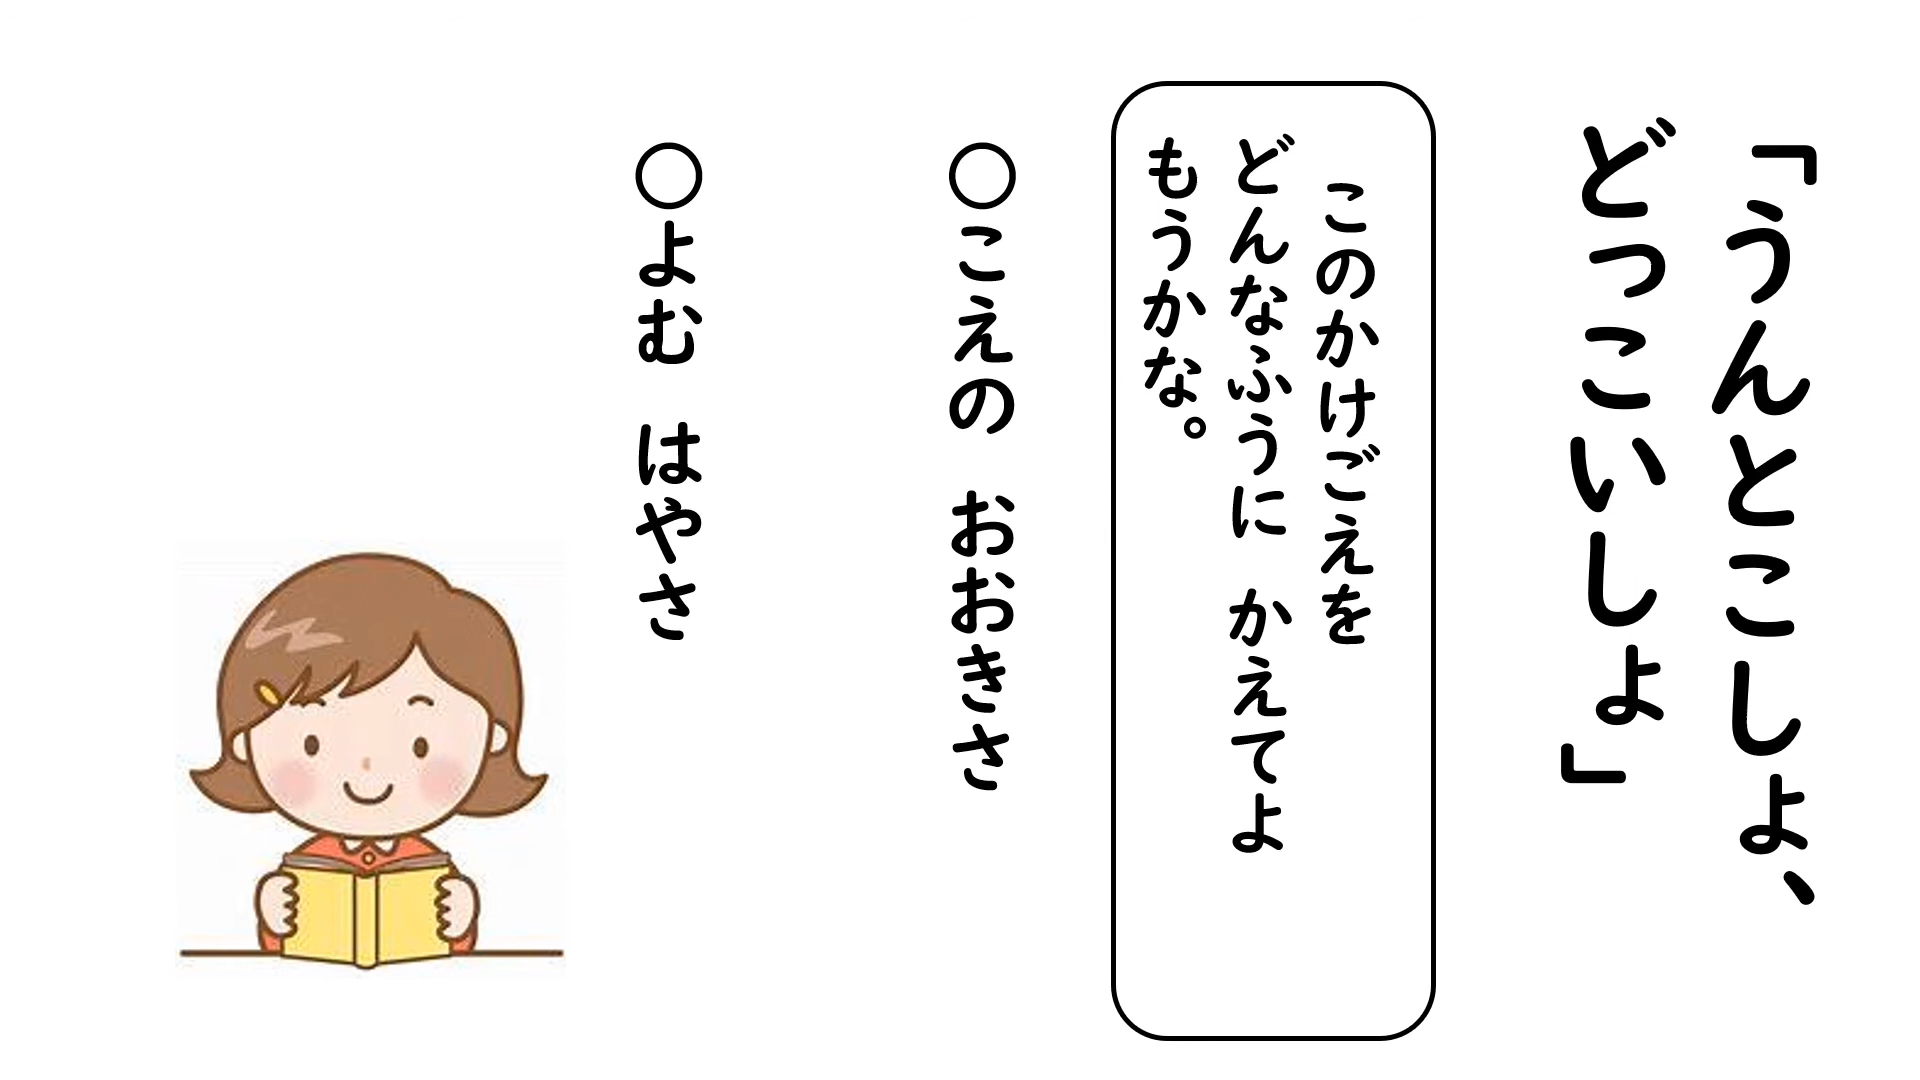 「うんとこしょ、
どっこいしょ」
このかけごえを
どんなふうに　かえてよ
もうかな。
〇こえの　おおきさ
〇よむ　はやさ